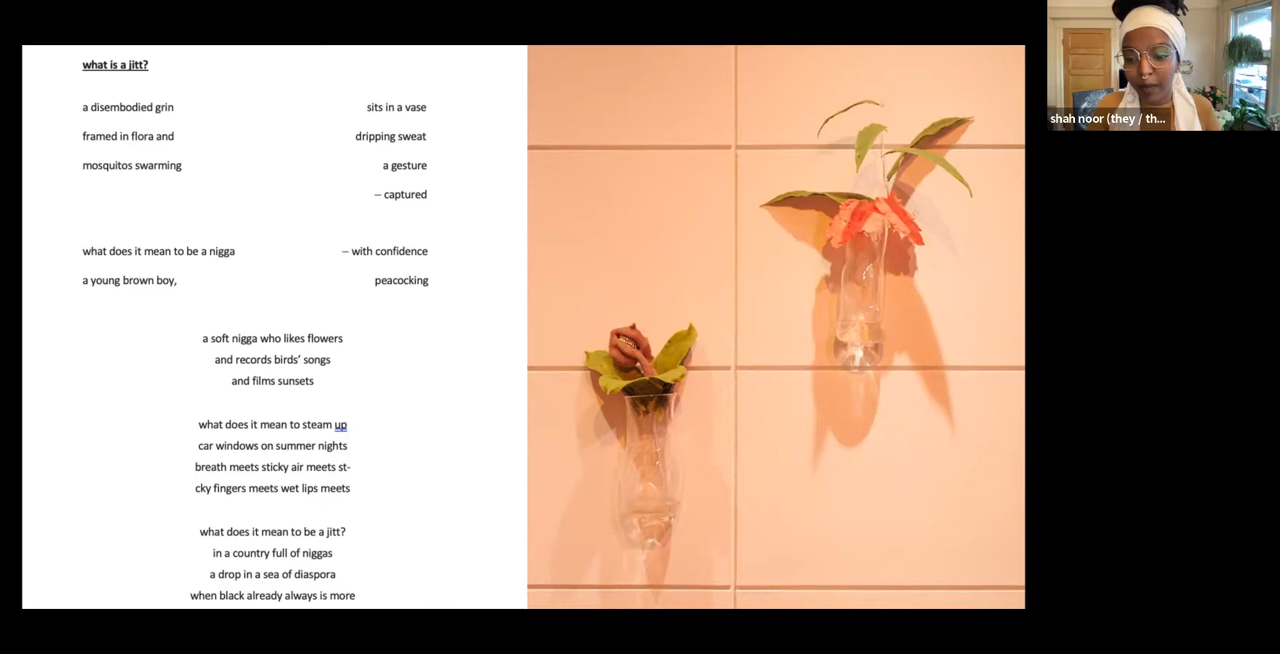 what is a jitt?
a disembodied grin sits in a vase
framed in flora and dripping sweat
mosquitos swarming a gesture
– captured
what does it mean to be a nigga – with confidence
a young brown boy, peacocking
a soft nigga who likes flowers
and records birds’ songs
and films sunsets
what does it mean to steam up
car windows on summer nights
breath meets sticky air meets st-
cky fingers meets wet lips meets
what does it mean to be a jitt?
in a country full of niggas
a drop in a sea of diaspora
when black already always is more
shah noor (they / th...